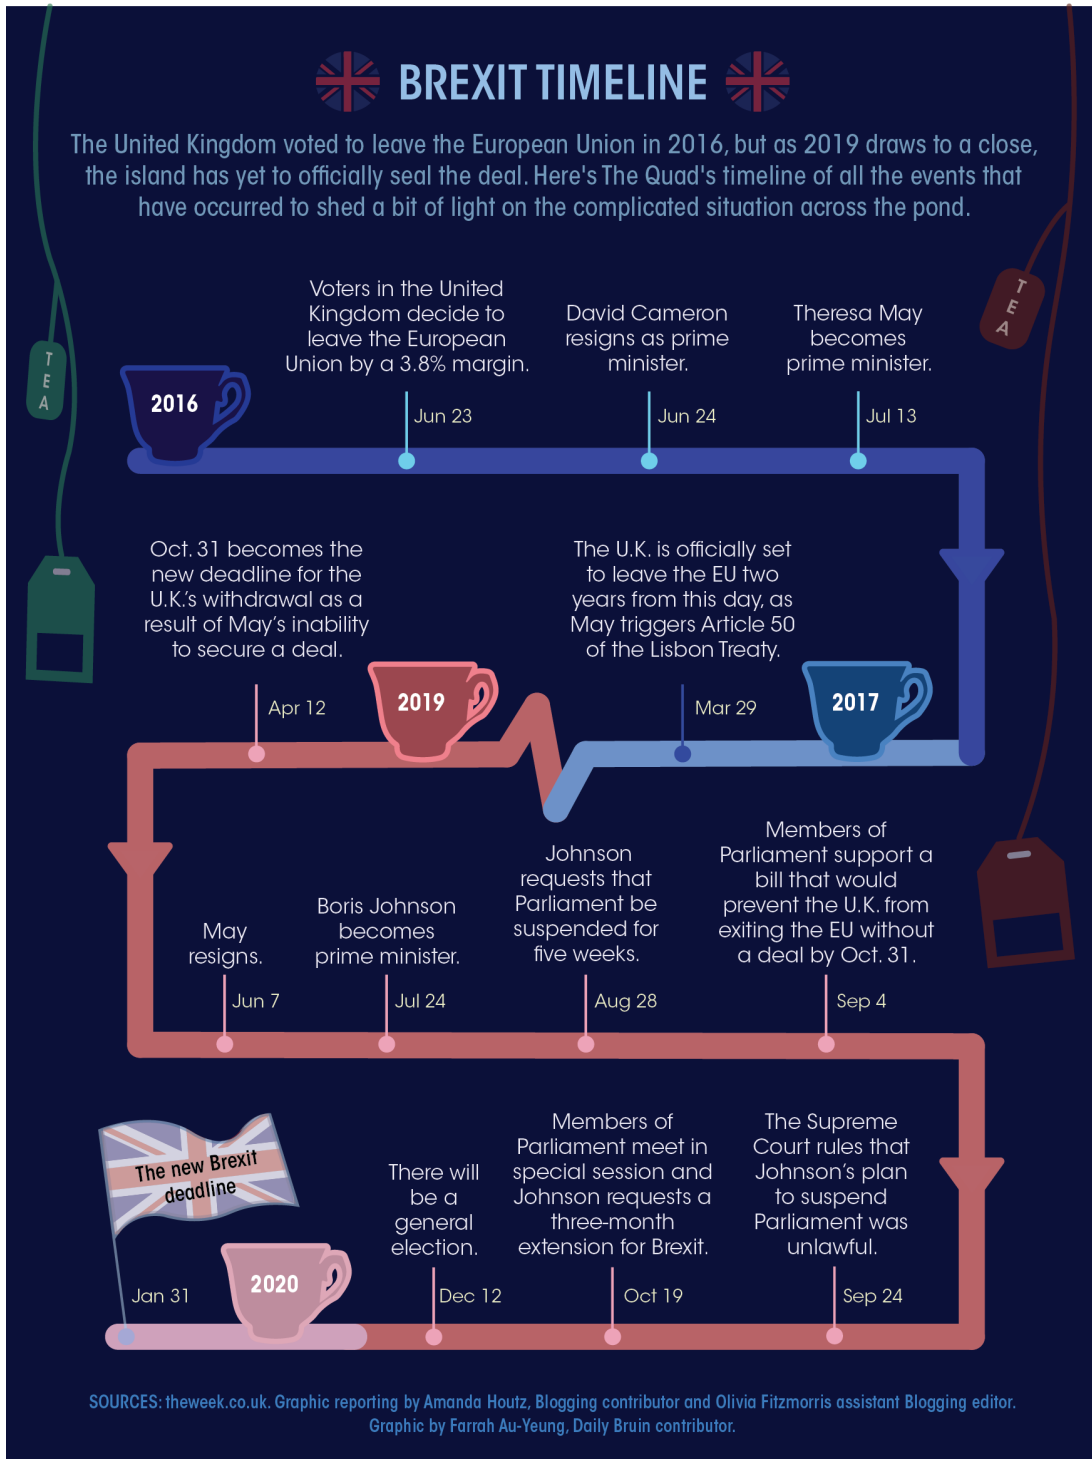 BREXIT TIMELINE
The United Kingdom voted to leave the European Union in 2016, but as 2019 draws to a close,
the island has yet to officially seal the deal. Here's The Quad's timeline of all the events that
have occurred to shed a bit of light on the complicated situation across the pond.
T
E
A
T
E
A
2016
Voters in the United
Kingdom decide to
leave the European
Union by a 3.8% margin.
Jun 23
David Cameron
resigns as prime
minister.
Jun 24
Theresa May
becomes
prime minister.
Jul 13
2017
The U.K. is officially set
to leave the EU two
years from this day, as
May triggers Article 50
of the Lisbon Treaty.
Mar 29
2019
Oct. 31 becomes the
new deadline for the
U.K.'s withdrawal as a
result of May's inability
to secure a deal.
Apr 12
May
resigns.
Jun 7
Boris Johnson
becomes
prime minister.
Jul 24
Johnson
requests that
Parliament be
suspended for
five weeks.
Aug 28
Members of
Parliament support a
bill that would
prevent the U.K. from
exiting the EU without
a deal by Oct. 31.
Sep 4
The Supreme
Court rules that
Johnson's plan
to suspend
Parliament was
unlawful.
Sep 24
Members of
Parliament meet in
special session and
Johnson requests a
three-month
extension for Brexit.
Oct 19
There will
be a
general
election.
Dec 12
2020
The new Brexit
deadline
Jan 31
SOURCES: theweek.co.uk. Graphic reporting by Amanda Houtz, Blogging contributor and Olivia Fitzmorris assistant Blogging editor.
Graphic by Farrah Au-Yeung, Daily Bruin contributor.